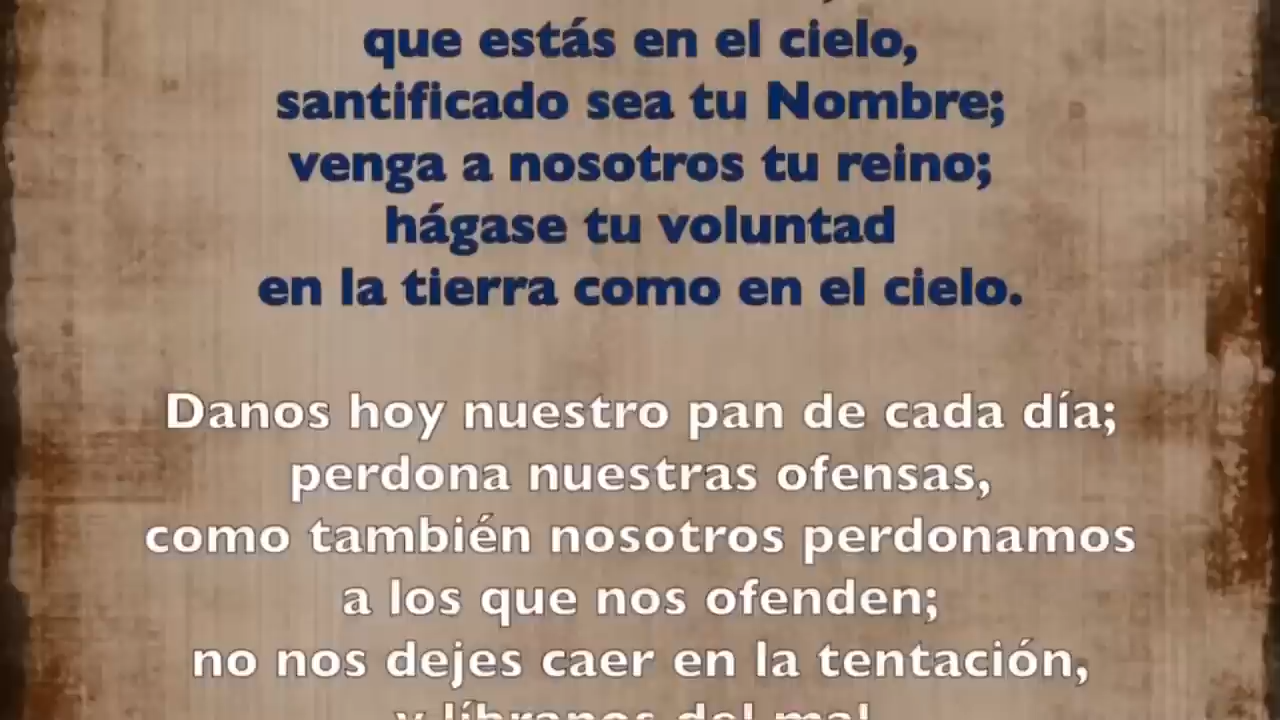 que estás en el cielo,
santificado sea tu Nombre;
venga a nosotros tu reino;
hágase tu voluntad
en la tierra como en el cielo.
Danos hoy nuestro pan de cada día;
perdona nuestras ofensas,
como también nosotros perdonamos
a los que nos ofenden;
no nos dejes caer en la tentación,
y líbranos del mal